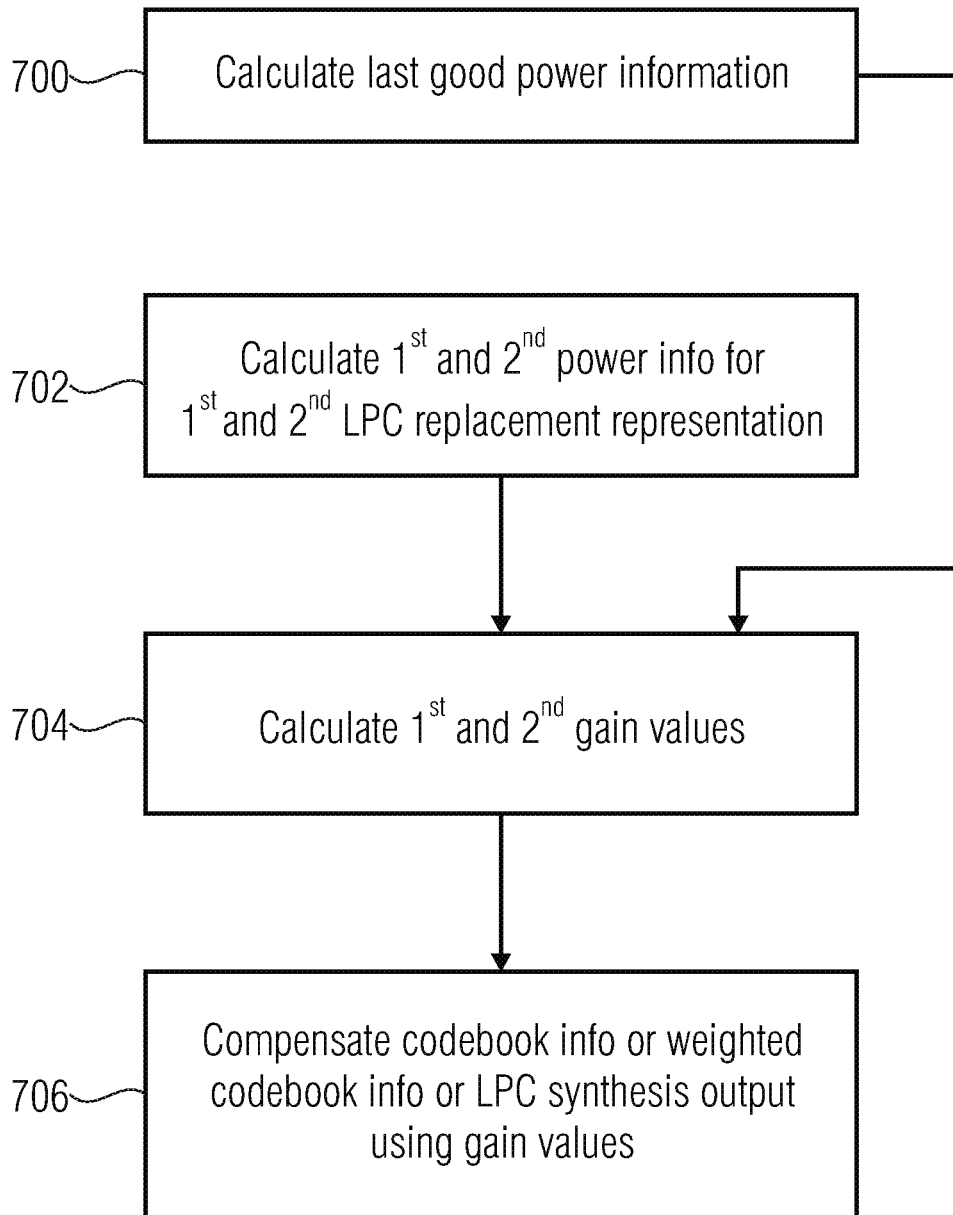 700
Calculate last good power information
702
Calculate 1st and 2nd power info for
1st and 2nd LPC replacement representation
704
Calculate 1st and 2nd gain values
706
Compensate codebook info or weighted
codebook info or LPC synthesis output
using gain values